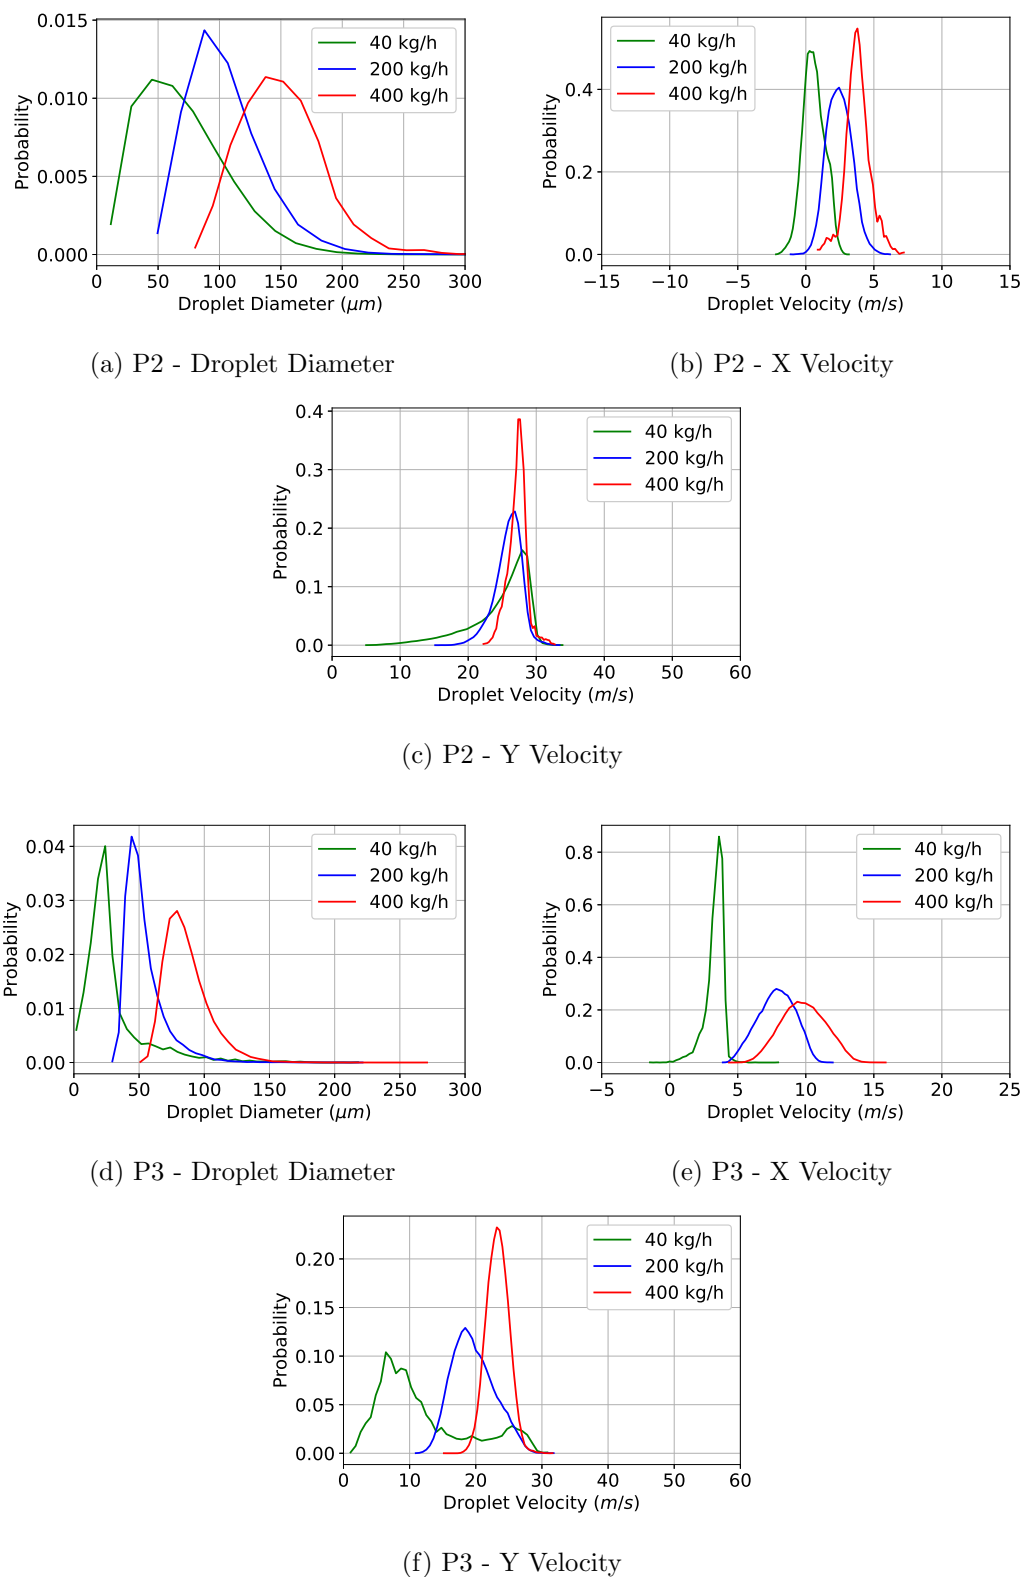 0.015
0.010
0.005
0.000
Probability
40 kg/h
200 kg/h
400 kg/h
0 50 100 150 200 250 300
Droplet Diameter (μm)
(a) P2 - Droplet Diameter
0.4
0.2
0.0
Probability
40 kg/h
200 kg/h
400 kg/h
−15 −10 −5 0 5 10 15
Droplet Velocity (m/s)
(b) P2 - X Velocity
0.4
0.3
0.2
0.1
0.0
Probability
40 kg/h
200 kg/h
400 kg/h
0 10 20 30 40 50 60
Droplet Velocity (m/s)
(c) P2 - Y Velocity
0.04
0.03
0.02
0.01
0.00
Probability
40 kg/h
200 kg/h
400 kg/h
0 50 100 150 200 250 300
Droplet Diameter (μm)
(d) P3 - Droplet Diameter
0.8
0.6
0.4
0.2
0.0
Probability
40 kg/h
200 kg/h
400 kg/h
−5 0 5 10 15 20 25
Droplet Velocity (m/s)
(e) P3 - X Velocity
0.20
0.15
0.10
0.05
0.00
Probability
40 kg/h
200 kg/h
400 kg/h
0 10 20 30 40 50 60
Droplet Velocity (m/s)
(f) P3 - Y Velocity